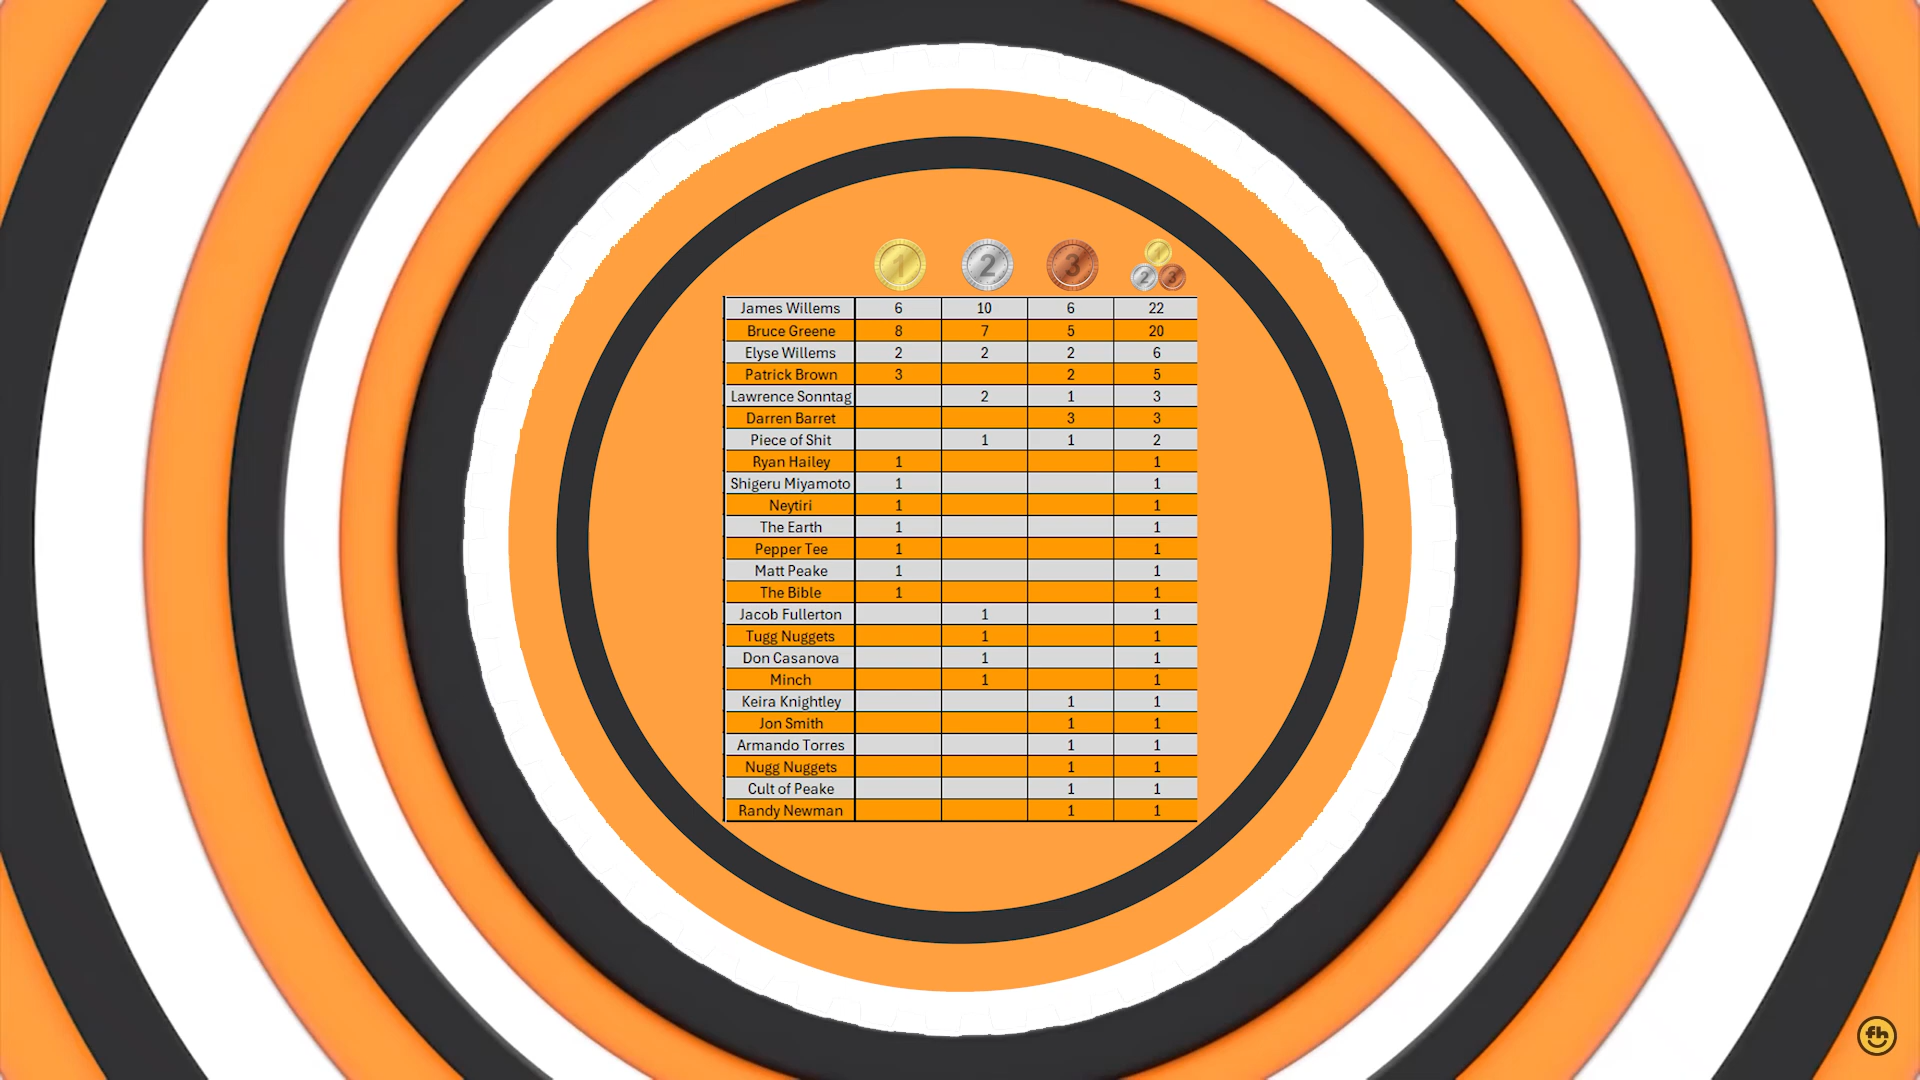 1 2 3 1 2 3
James Willems 6 10 6 22
Bruce Greene 8 7 5 20
Elyse Willems 2 2 2 6
Patrick Brown 3 2 5
Lawrence Sonntag 2 1 3
Darren Barret 3 3
Piece of Shit 1 1 2
Ryan Hailey 1 1
Shigeru Miyamoto 1 1
Neytiri 1 1
The Earth 1 1
Pepper Tee 1 1
Matt Peake 1 1
The Bible 1 1
Jacob Fullerton 1 1
Tugg Nuggets 1 1
Don Casanova 1 1
Minch 1 1
Keira Knightley 1 1
Jon Smith 1 1
Armando Torres 1 1
Nugg Nuggets 1 1
Cult of Peake 1 1
Randy Newman 1 1
fh